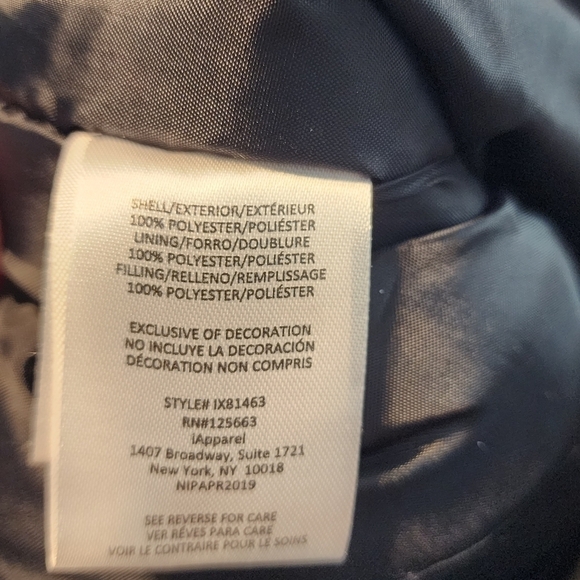 SHELL/EXTERIOR/EXTÉRIEUR
100% POLYESTER/POLIÉSTER
LINING/FORRO/DOUBLURE
100% POLYESTER/POLIÉSTER
FILLING/RELLENO/REMPLISSAGE
100% POLYESTER/POLIÉSTER
EXCLUSIVE OF DECORATION
NO INCLUYE LA DECORACIÓN
DÉCORATION NON COMPRIS
STYLE# IX81463
RN#125663
iApparel
1407 Broadway, Suite 1721
New York, NY 10018
NIPAPR2019
SEE REVERSE FOR CARE
VER RÉVES PARA CARE
VOIR LE CONTRAIRE POUR LE SOINS